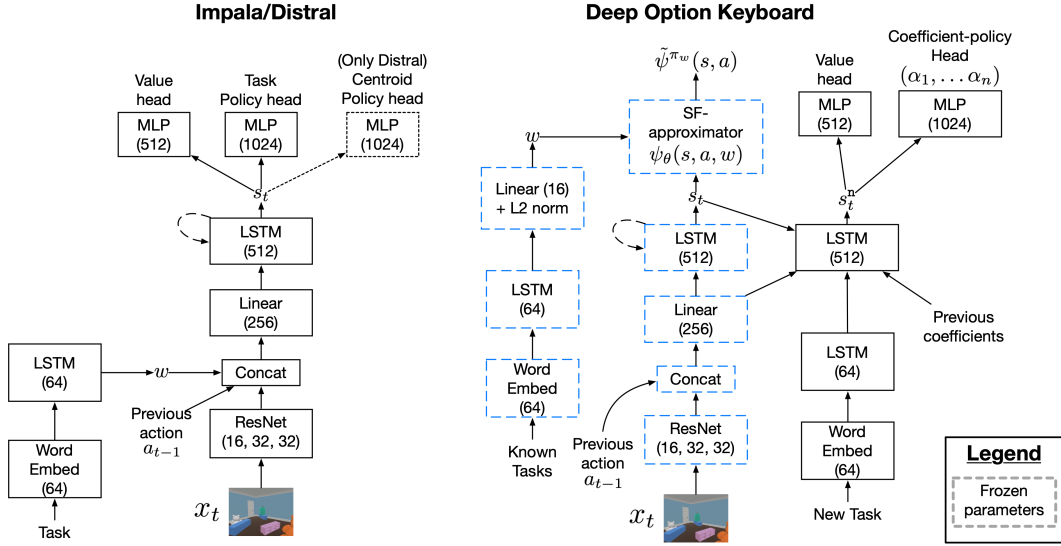 Impala/Distral
Value
head
MLP
(512)
Task
Policy head
MLP
(1024)
(Only Distral)
Centroid
Policy head
MLP
(1024)
s_t
LSTM
(512)
Linear
(256)
LSTM
(64)
w
Concat
Previous
action
a_{t-1}
ResNet
(16, 32, 32)
Word
Embed
(64)
Task
x_t
Deep Option Keyboard
\tilde{ψ}^{π_w}(s, a)
w
SF-
approximator
ψ_θ(s, a, w)
Linear (16)
+ L2 norm
s_t
LSTM
(512)
LSTM
(64)
Linear
(256)
Word
Embed
(64)
Concat
Known
Tasks
Previous
action
a_{t-1}
ResNet
(16, 32, 32)
x_t
Value
head
MLP
(512)
Coefficient-policy
Head
(α_1, … α_n)
MLP
(1024)
s_t^n
LSTM
(512)
Previous
coefficients
LSTM
(64)
Word
Embed
(64)
New Task
Legend
Frozen
parameters